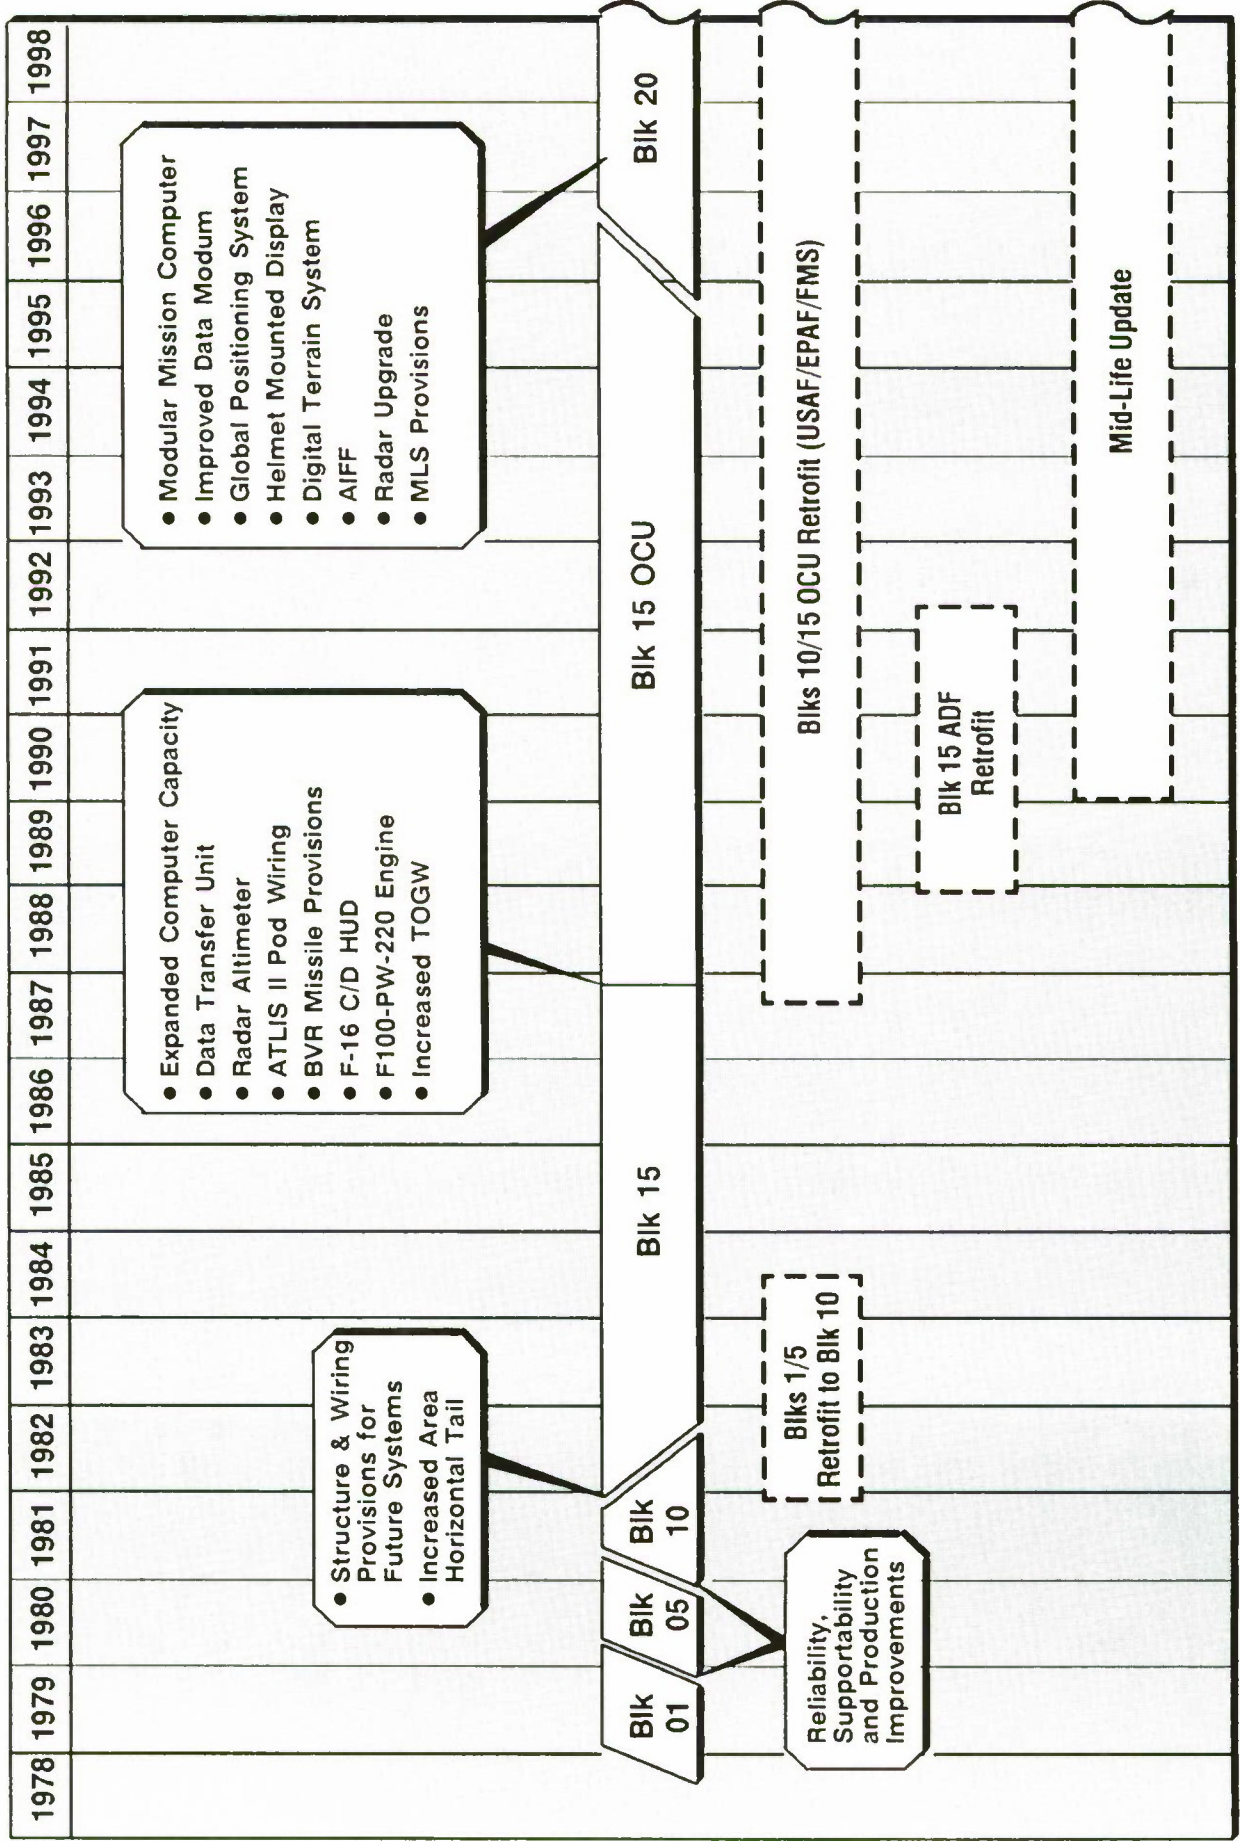 1978
1979
1980
1981
1982
1983
1984
1985
1986
1987
1988
1989
1990
1991
1992
1993
1994
1995
1996
1997
1998
● Structure & Wiring
Provisions for
Future Systems
● Increased Area
Horizontal Tail
● Expanded Computer Capacity
● Data Transfer Unit
● Radar Altimeter
● ATLIS II Pod Wiring
● BVR Missile Provisions
● F-16 C/D HUD
● F100-PW-220 Engine
● Increased TOGW
● Modular Mission Computer
● Improved Data Modum
● Global Positioning System
● Helmet Mounted Display
● Digital Terrain System
● AIFF
● Radar Upgrade
● MLS Provisions
Blk
01
Blk
05
Blk
10
Blk 15
Blk 15 OCU
Blk 20
Reliability,
Supportability
and Production
Improvements
Blks 1/5
Retrofit to Blk 10
Blks 10/15 OCU Retrofit (USAF/EPAF/FMS)
Blk 15 ADF
Retrofit
Mid-Life Update